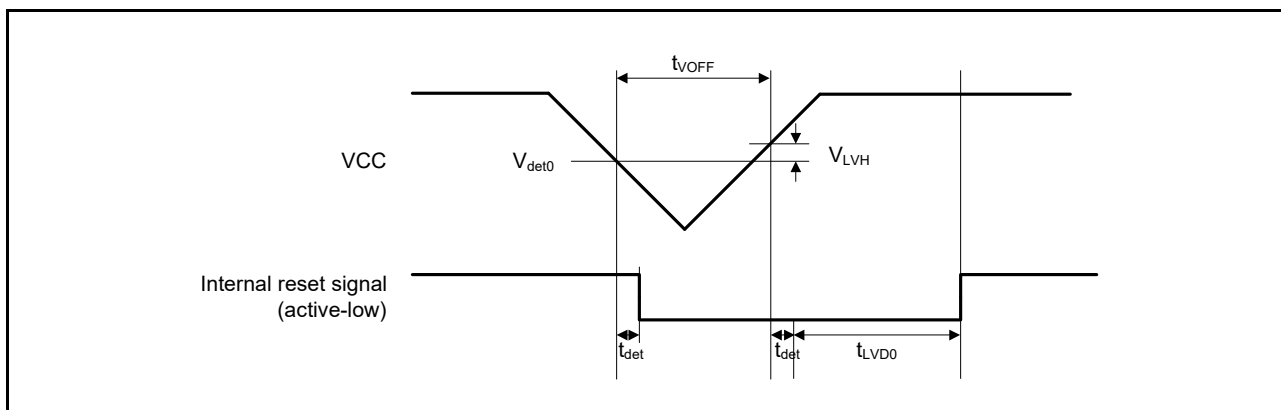 tVOFF
VCC
Vdet0
VLVH
Internal reset signal
(active-low)
tdet
tdet
tLVD0